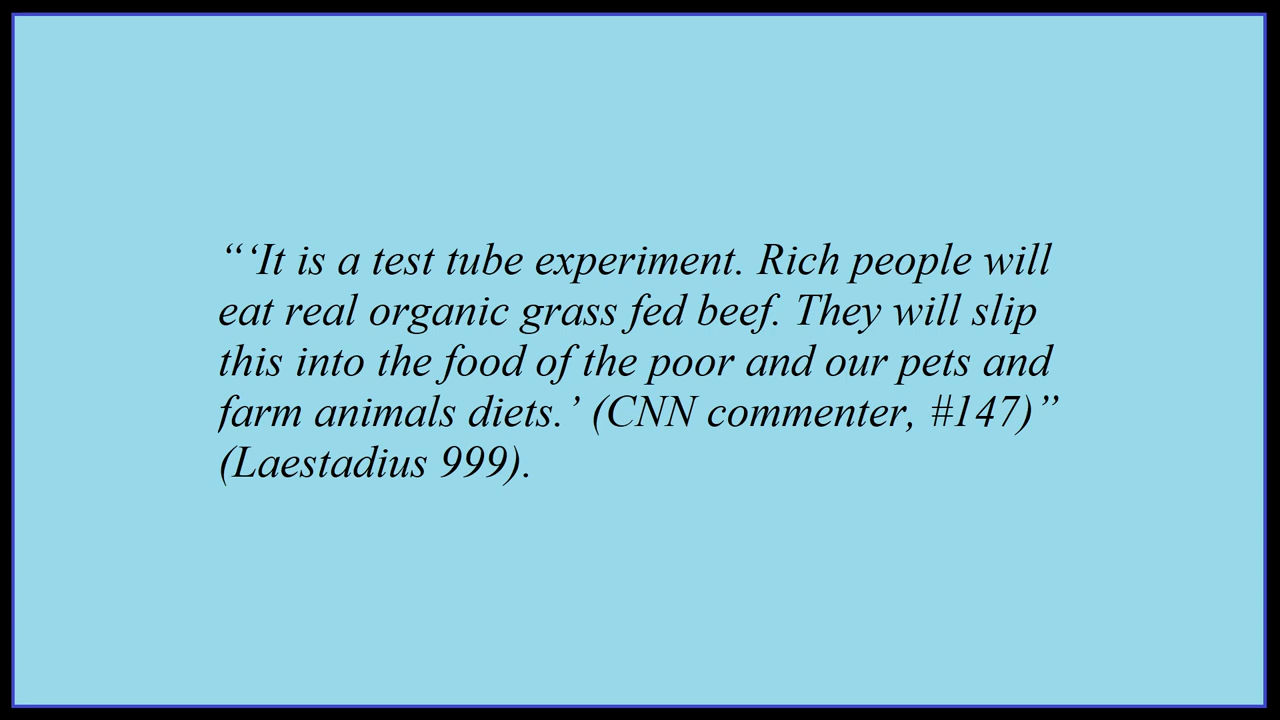 “‘It is a test tube experiment. Rich people will
eat real organic grass fed beef. They will slip
this into the food of the poor and our pets and
farm animals diets.’ (CNN commenter, #147)”
(Laestadius 999).